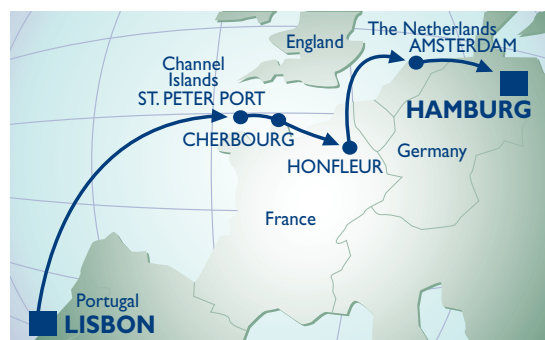 England
The Netherlands
AMSTERDAM
Channel
Islands
ST. PETER PORT
HAMBURG
CHERBOURG
Germany
HONFLEUR
France
Portugal
LISBON